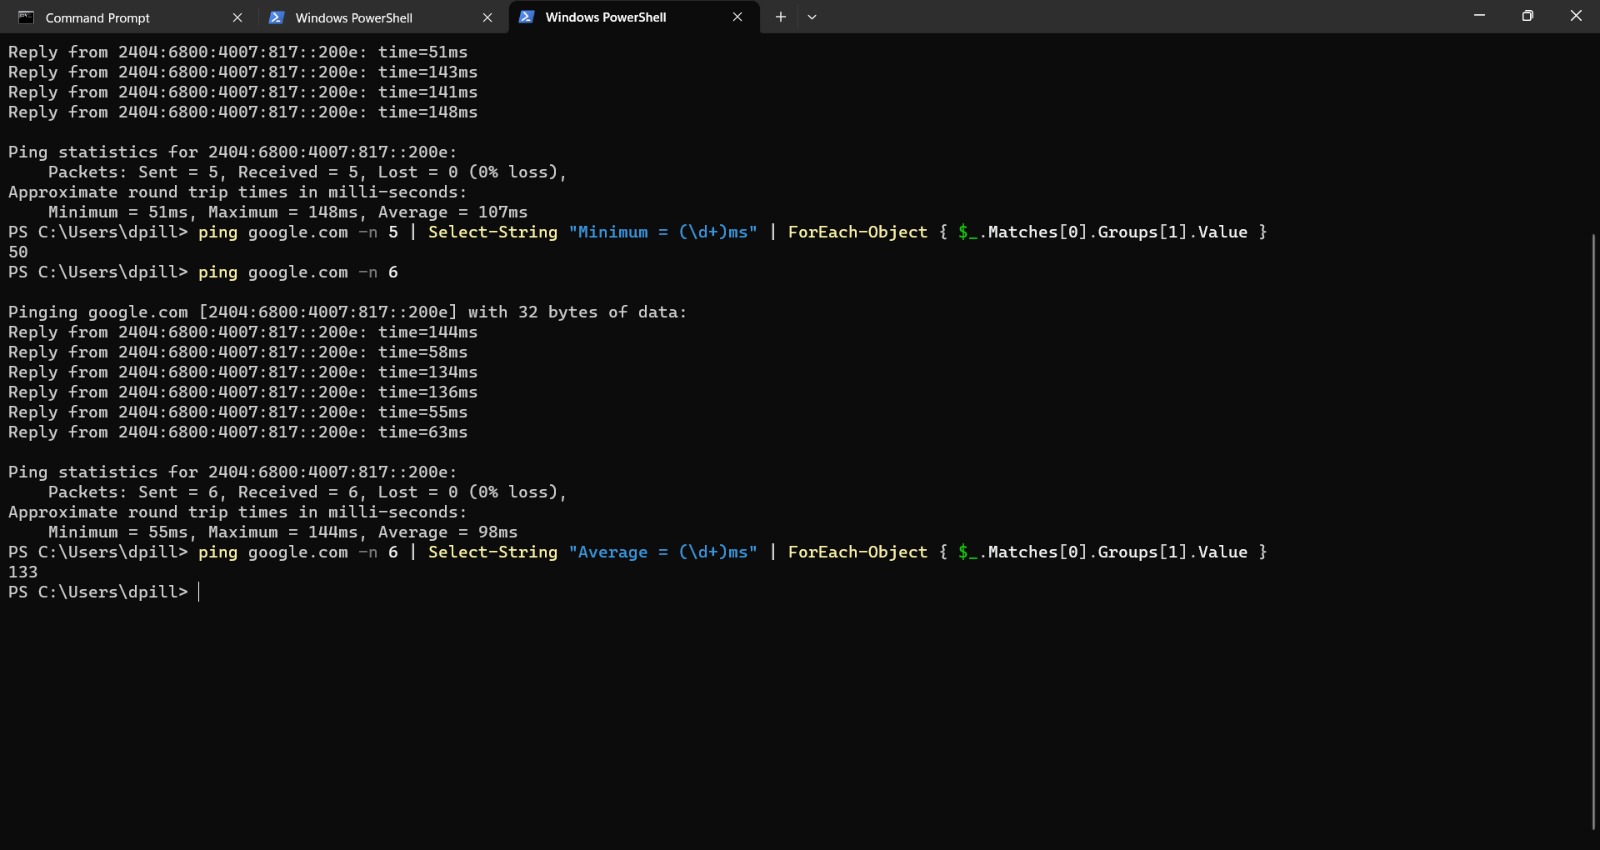 Command Prompt
Windows PowerShell
Windows PowerShell
Reply from 2404:6800:4007:817::200e: time=51ms
Reply from 2404:6800:4007:817::200e: time=143ms
Reply from 2404:6800:4007:817::200e: time=141ms
Reply from 2404:6800:4007:817::200e: time=148ms
Ping statistics for 2404:6800:4007:817::200e:
    Packets: Sent = 5, Received = 5, Lost = 0 (0% loss),
Approximate round trip times in milli-seconds:
    Minimum = 51ms, Maximum = 148ms, Average = 107ms
PS C:\Users\dpill> ping google.com -n 5 | Select-String "Minimum = (\d+)ms" | ForEach-Object { $_.Matches[0].Groups[1].Value }
50
PS C:\Users\dpill> ping google.com -n 6
Pinging google.com [2404:6800:4007:817::200e] with 32 bytes of data:
Reply from 2404:6800:4007:817::200e: time=144ms
Reply from 2404:6800:4007:817::200e: time=58ms
Reply from 2404:6800:4007:817::200e: time=134ms
Reply from 2404:6800:4007:817::200e: time=136ms
Reply from 2404:6800:4007:817::200e: time=55ms
Reply from 2404:6800:4007:817::200e: time=63ms
Ping statistics for 2404:6800:4007:817::200e:
    Packets: Sent = 6, Received = 6, Lost = 0 (0% loss),
Approximate round trip times in milli-seconds:
    Minimum = 55ms, Maximum = 144ms, Average = 98ms
PS C:\Users\dpill> ping google.com -n 6 | Select-String "Average = (\d+)ms" | ForEach-Object { $_.Matches[0].Groups[1].Value }
133
PS C:\Users\dpill>